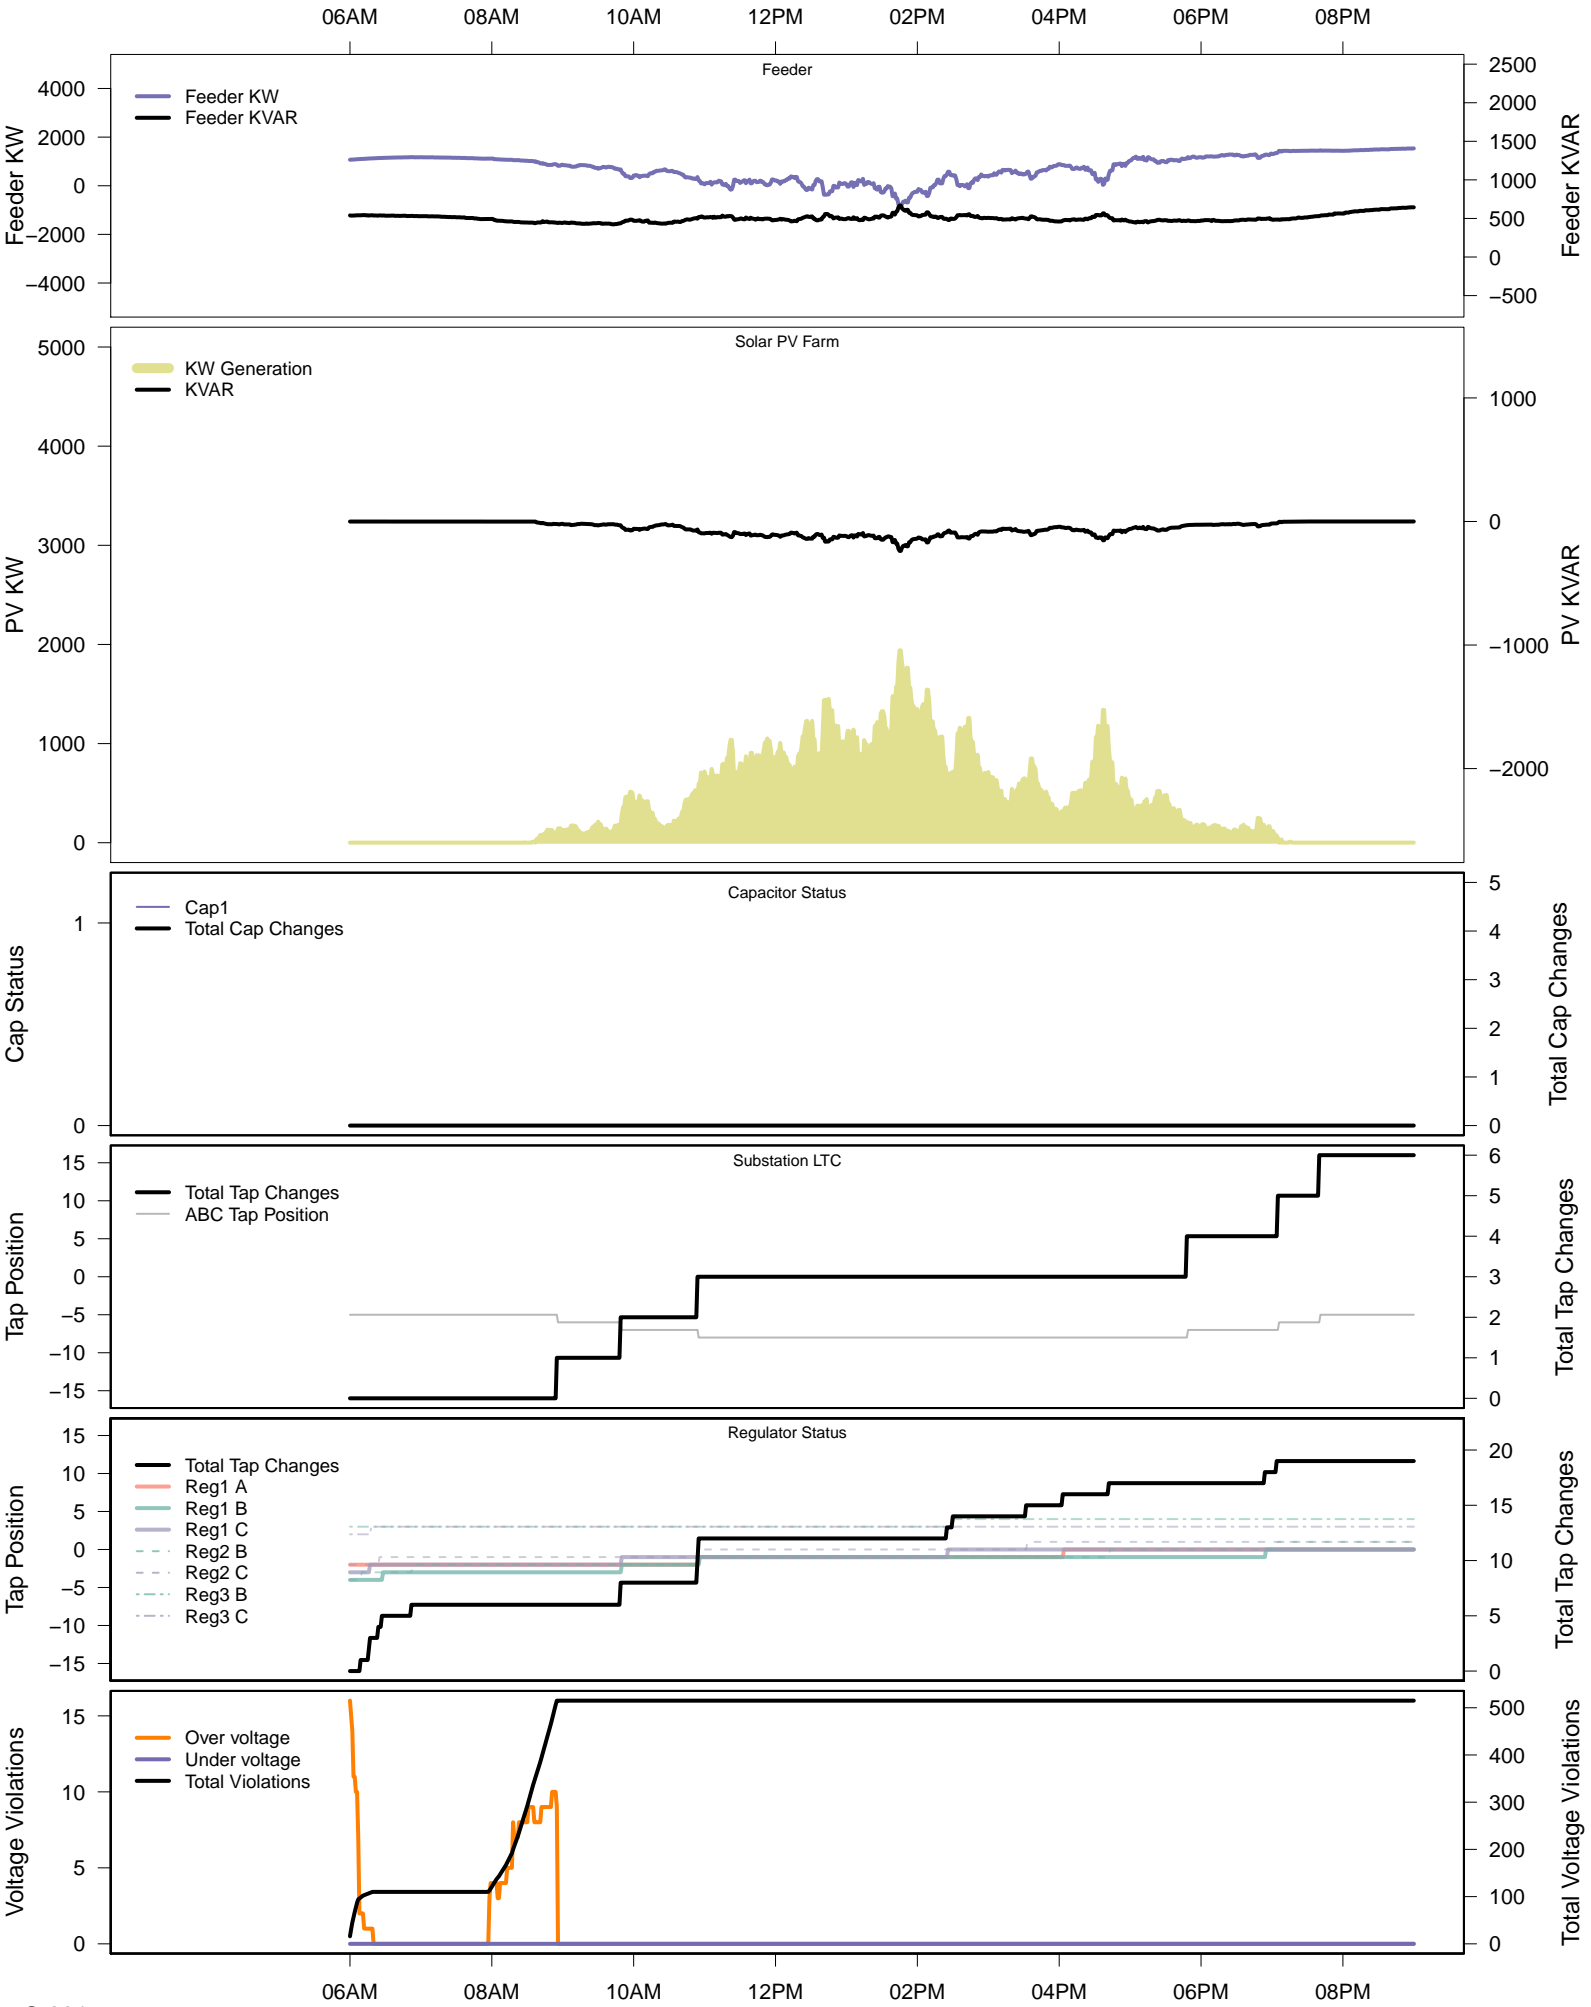 06AM 08AM 10AM 12PM 02PM 04PM 06PM 08PM
Feeder
Feeder KW
Feeder KVAR
4000
2000
0
−2000
−4000
Feeder KW
2500
2000
1500
1000
500
0
−500
Feeder KVAR
Solar PV Farm
KW Generation
KVAR
5000
4000
3000
2000
1000
0
PV KW
1000
0
−1000
−2000
PV KVAR
Capacitor Status
Cap1
Total Cap Changes
1
0
Cap Status
5
4
3
2
1
0
Total Cap Changes
Substation LTC
Total Tap Changes
ABC Tap Position
15
10
5
0
−5
−10
−15
Tap Position
6
5
4
3
2
1
0
Total Tap Changes
Regulator Status
Total Tap Changes
Reg1 A
Reg1 B
Reg1 C
Reg2 B
Reg2 C
Reg3 B
Reg3 C
15
10
5
0
−5
−10
−15
Tap Position
20
15
10
5
0
Total Tap Changes
Over voltage
Under voltage
Total Violations
15
10
5
0
Voltage Violations
500
400
300
200
100
0
Total Voltage Violations
06AM 08AM 10AM 12PM 02PM 04PM 06PM 08PM